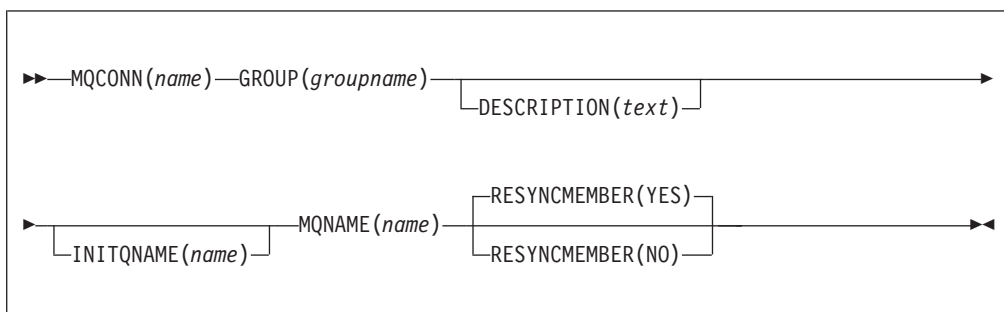 MQCONN(name) GROUP(groupname)
DESCRIPTION(text)
RESYNCMEMBER(YES)
INITQNAME(name) MQNAME(name)
RESYNCMEMBER(NO)